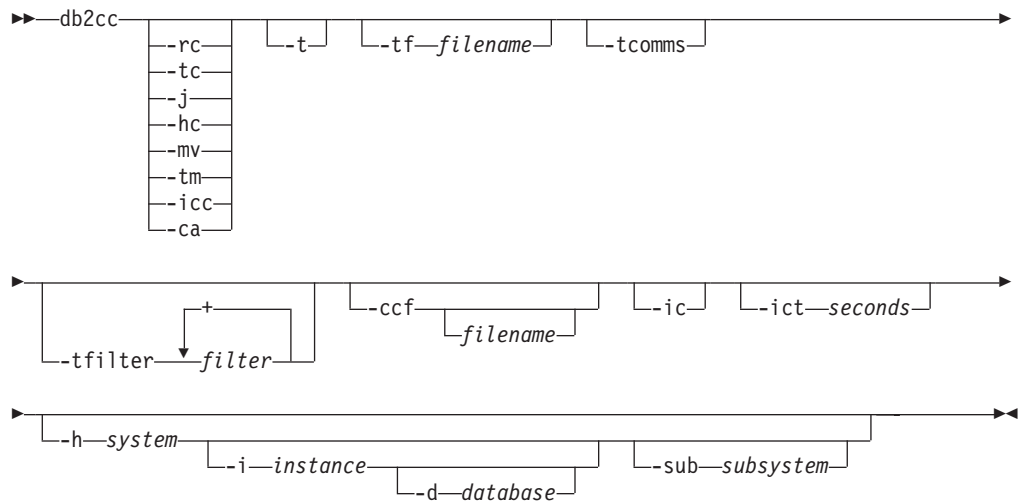 db2cc
-rc
-tc
-j
-hc
-mv
-tm
-icc
-ca
-t
-tf filename
-tcomms
-tfilter filter
+
-ccf
filename
-ic
-ict seconds
-h system
-i instance
-d database
-sub subsystem